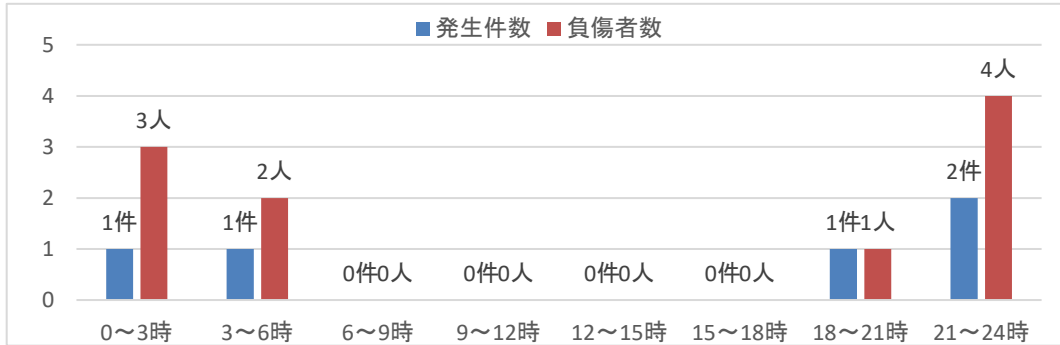 発生件数 負傷者数
5
4人
4
3人
3
2人 2件
2
1件 1件 1件1人
1
0件0人 0件0人 0件0人 0件0人
0
0～3時 3～6時 6～9時 9～12時 12～15時 15～18時 18～21時 21～24時